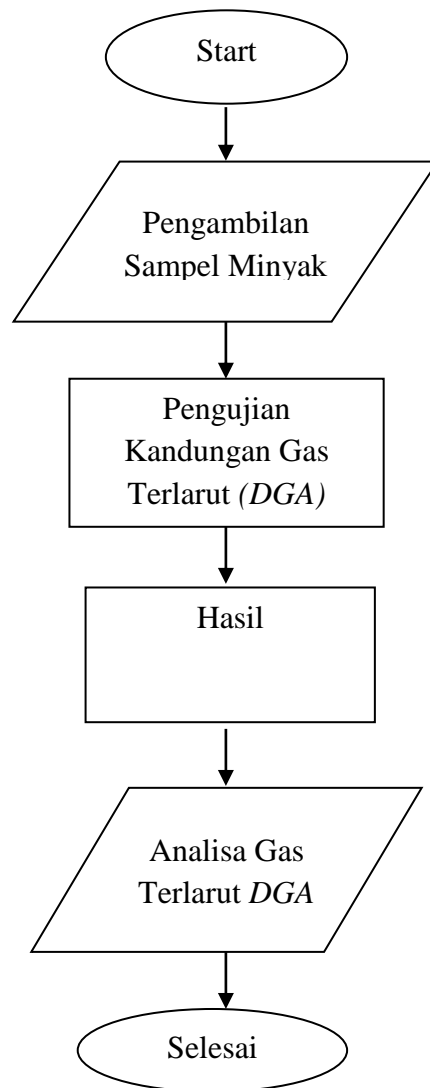 Start
Pengambilan
Sampel Minyak
Pengujian
Kandungan Gas
Terlarut (DGA)
Hasil
Analisa Gas
Terlarut DGA
Selesai